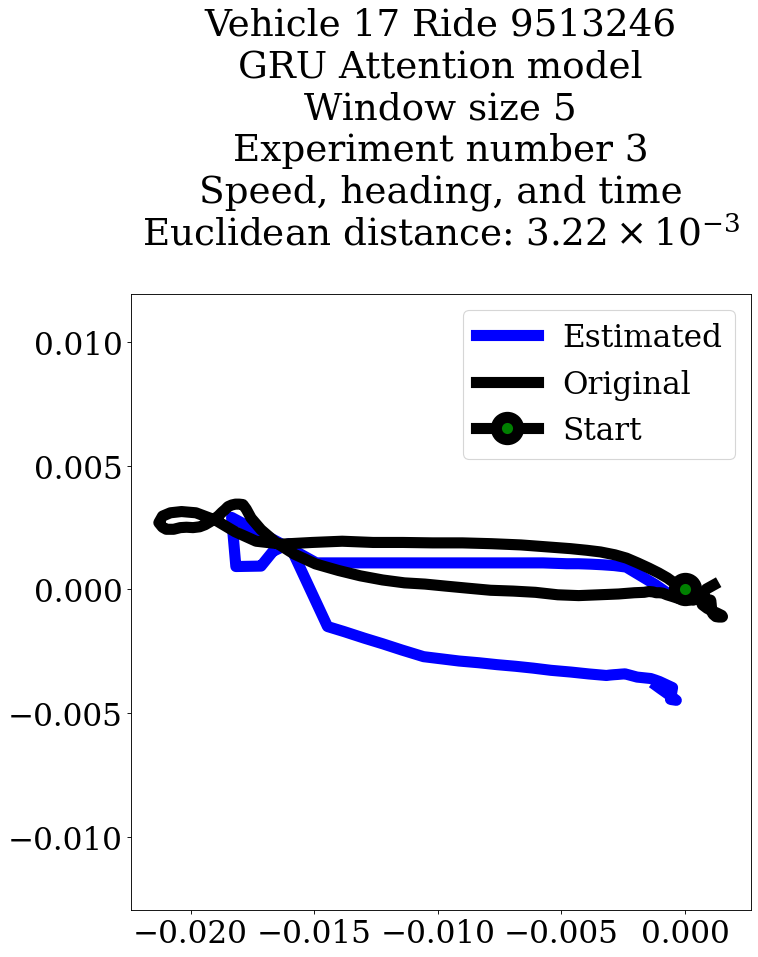 Vehicle 17 Ride 9513246
GRU Attention model
Window size 5
Experiment number 3
Speed, heading, and time
Euclidean distance: 3.22 × 10⁻³
Estimated
Original
Start
0.010
0.005
0.000
−0.005
−0.010
−0.020 −0.015 −0.010 −0.005 0.000